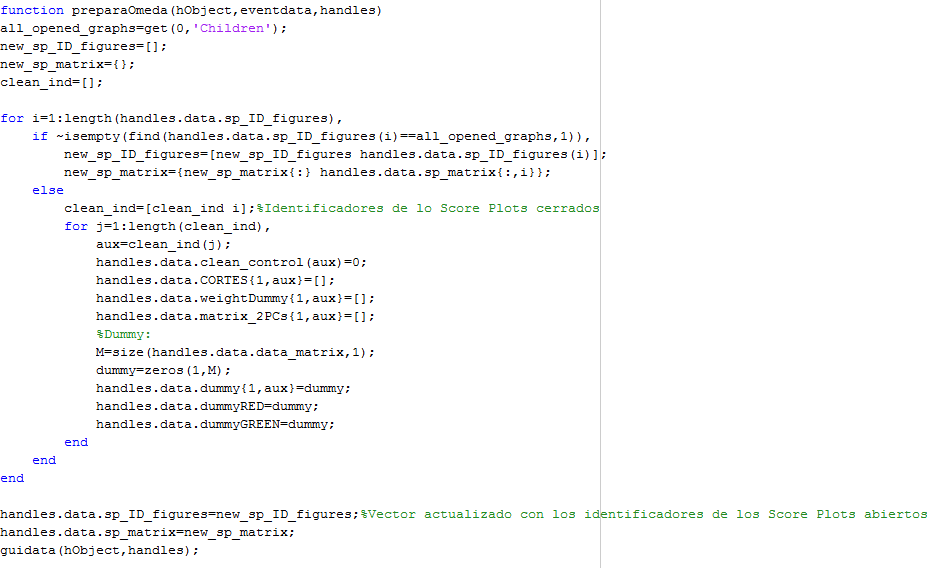 function preparaOmeda(hObject,eventdata,handles)
all_opened_graphs=get(0,'Children');
new_sp_ID_figures=[];
new_sp_matrix={};
clean_ind=[];
for i=1:length(handles.data.sp_ID_figures),
if ~isempty(find(handles.data.sp_ID_figures(i)==all_opened_graphs,1)),
new_sp_ID_figures=[new_sp_ID_figures handles.data.sp_ID_figures(i)];
new_sp_matrix={new_sp_matrix{:} handles.data.sp_matrix{:,i}};
else
clean_ind=[clean_ind i];%Identificadores de lo Score Plots cerrados
for j=1:length(clean_ind),
aux=clean_ind(j);
handles.data.clean_control(aux)=0;
handles.data.CORTES{1,aux}=[];
handles.data.weightDummy{1,aux}=[];
handles.data.matrix_2PCs{1,aux}=[];
%Dummy:
M=size(handles.data.data_matrix,1);
dummy=zeros(1,M);
handles.data.dummy{1,aux}=dummy;
handles.data.dummyRED=dummy;
handles.data.dummyGREEN=dummy;
end
end
end
handles.data.sp_ID_figures=new_sp_ID_figures;%Vector actualizado con los identificadores de los Score Plots abiertos
handles.data.sp_matrix=new_sp_matrix;
guidata(hObject,handles);